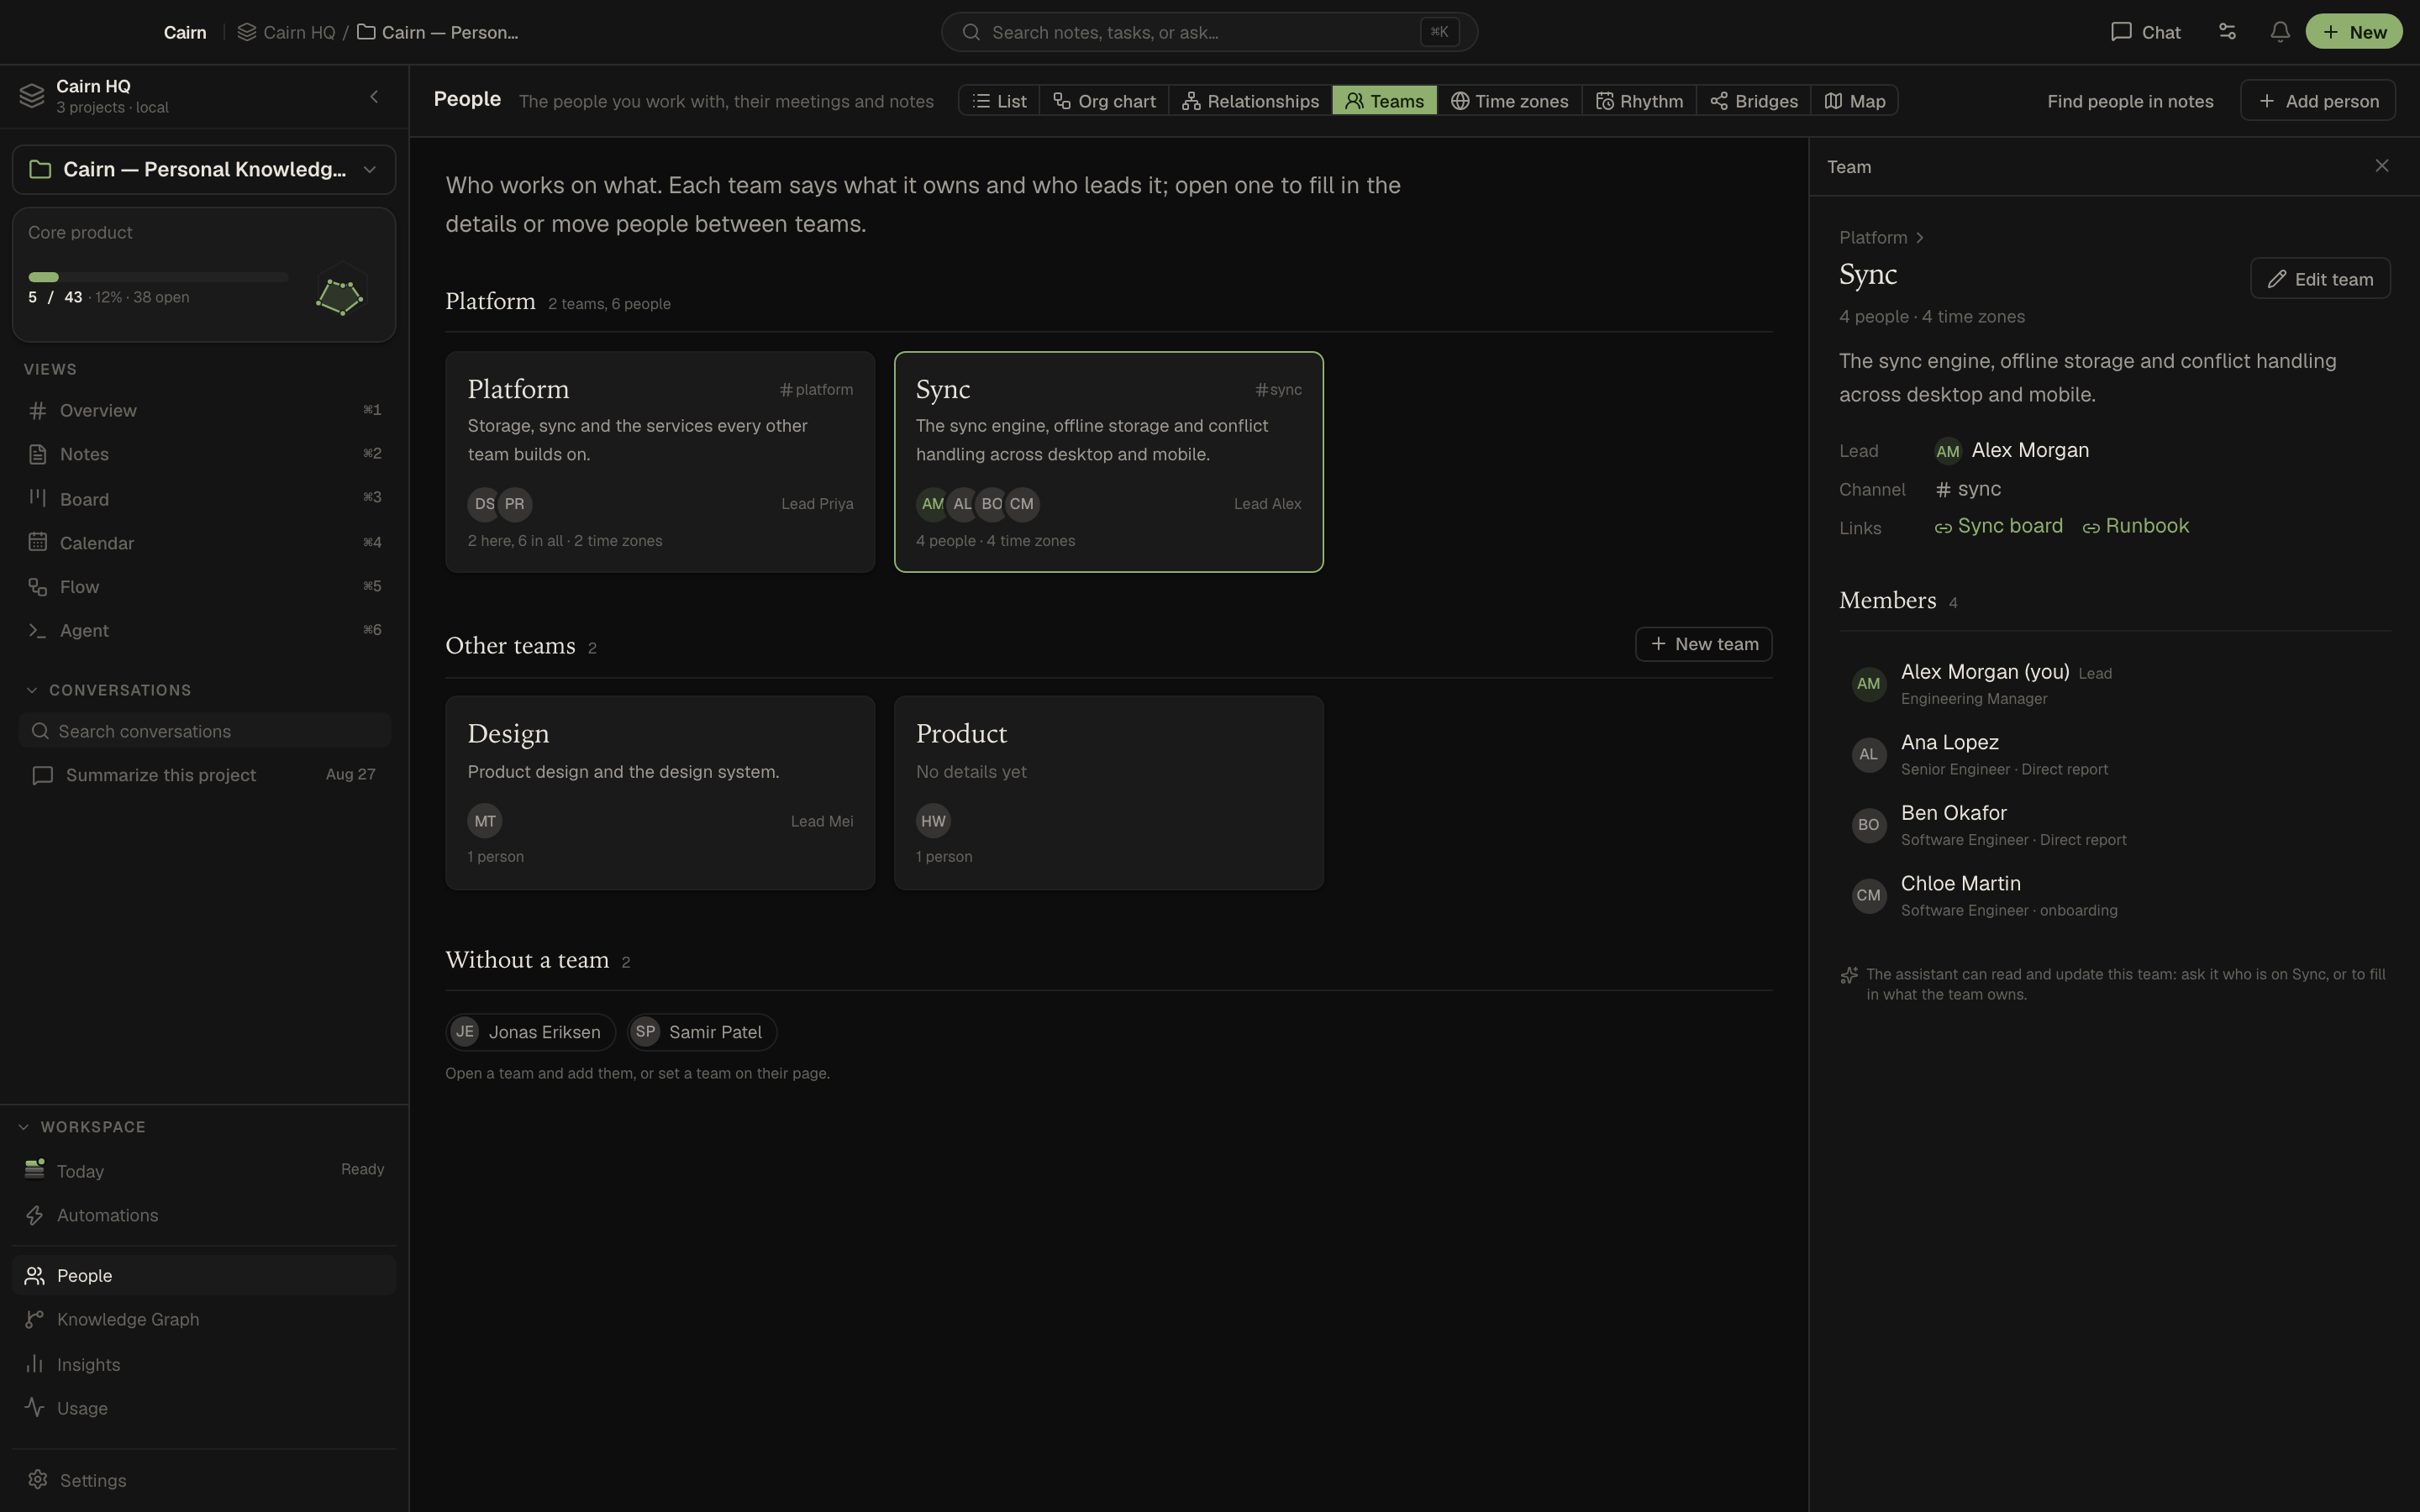 Cairn
Cairn HQ / Cairn — Person…
Search notes, tasks, or ask…
⌘K
Chat
New
Cairn HQ
3 projects · local
Cairn — Personal Knowledg…
Core product
5 / 43 · 12% · 38 open
VIEWS
Overview ⌘1
Notes ⌘2
Board ⌘3
Calendar ⌘4
Flow ⌘5
Agent ⌘6
CONVERSATIONS
Search conversations
Summarize this project Aug 27
WORKSPACE
Today Ready
Automations
People
Knowledge Graph
Insights
Usage
Settings
People The people you work with, their meetings and notes
List
Org chart
Relationships
Teams
Time zones
Rhythm
Bridges
Map
Find people in notes
Add person
Who works on what. Each team says what it owns and who leads it; open one to fill in the
details or move people between teams.
Platform 2 teams, 6 people
Platform #platform
Storage, sync and the services every other
team builds on.
DS PR Lead Priya
2 here, 6 in all · 2 time zones
Sync #sync
The sync engine, offline storage and conflict
handling across desktop and mobile.
AM AL BO CM Lead Alex
4 people · 4 time zones
Other teams 2
New team
Design
Product design and the design system.
MT Lead Mei
1 person
Product
No details yet
HW
1 person
Without a team 2
JE Jonas Eriksen
SP Samir Patel
Open a team and add them, or set a team on their page.
Team
Platform
Sync
Edit team
4 people · 4 time zones
The sync engine, offline storage and conflict handling
across desktop and mobile.
Lead AM Alex Morgan
Channel # sync
Links Sync board Runbook
Members 4
AM Alex Morgan (you) Lead
Engineering Manager
AL Ana Lopez
Senior Engineer · Direct report
BO Ben Okafor
Software Engineer · Direct report
CM Chloe Martin
Software Engineer · onboarding
The assistant can read and update this team: ask it who is on Sync, or to fill
in what the team owns.